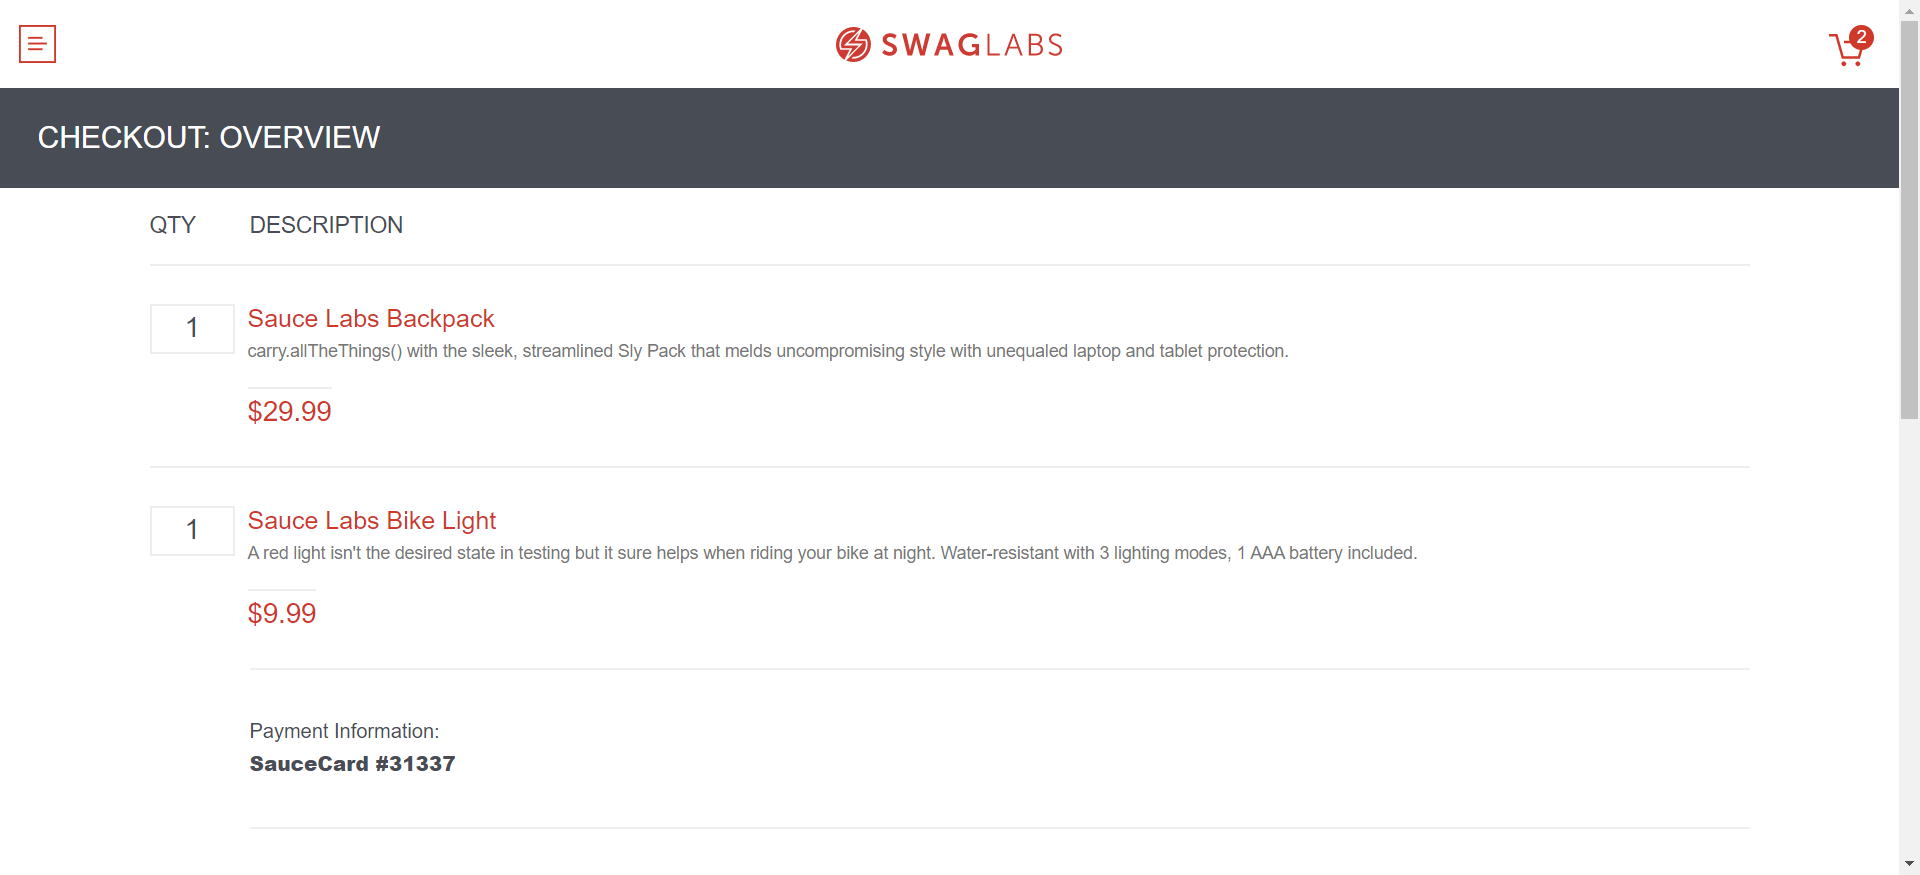 SWAGLABS
2
CHECKOUT: OVERVIEW
QTY DESCRIPTION
1 Sauce Labs Backpack
carry.allTheThings() with the sleek, streamlined Sly Pack that melds uncompromising style with unequaled laptop and tablet protection.
$29.99
1 Sauce Labs Bike Light
A red light isn't the desired state in testing but it sure helps when riding your bike at night. Water-resistant with 3 lighting modes, 1 AAA battery included.
$9.99
Payment Information:
SauceCard #31337